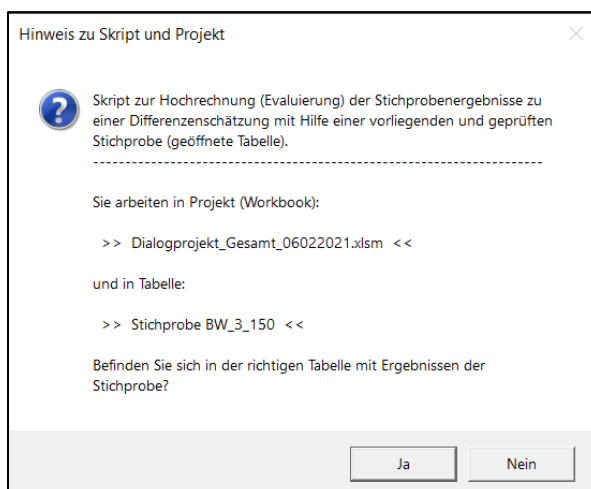 Hinweis zu Skript und Projekt
Skript zur Hochrechnung (Evaluierung) der Stichprobenergebnisse zu
einer Differenzenschätzung mit Hilfe einer vorliegenden und geprüften
Stichprobe (geöffnete Tabelle).
----------------------------------------------------------------------
Sie arbeiten in Projekt (Workbook):
>> Dialogprojekt_Gesamt_06022021.xlsm <<
und in Tabelle:
>> Stichprobe BW_3_150 <<
Befinden Sie sich in der richtigen Tabelle mit Ergebnissen der
Stichprobe?
Ja Nein